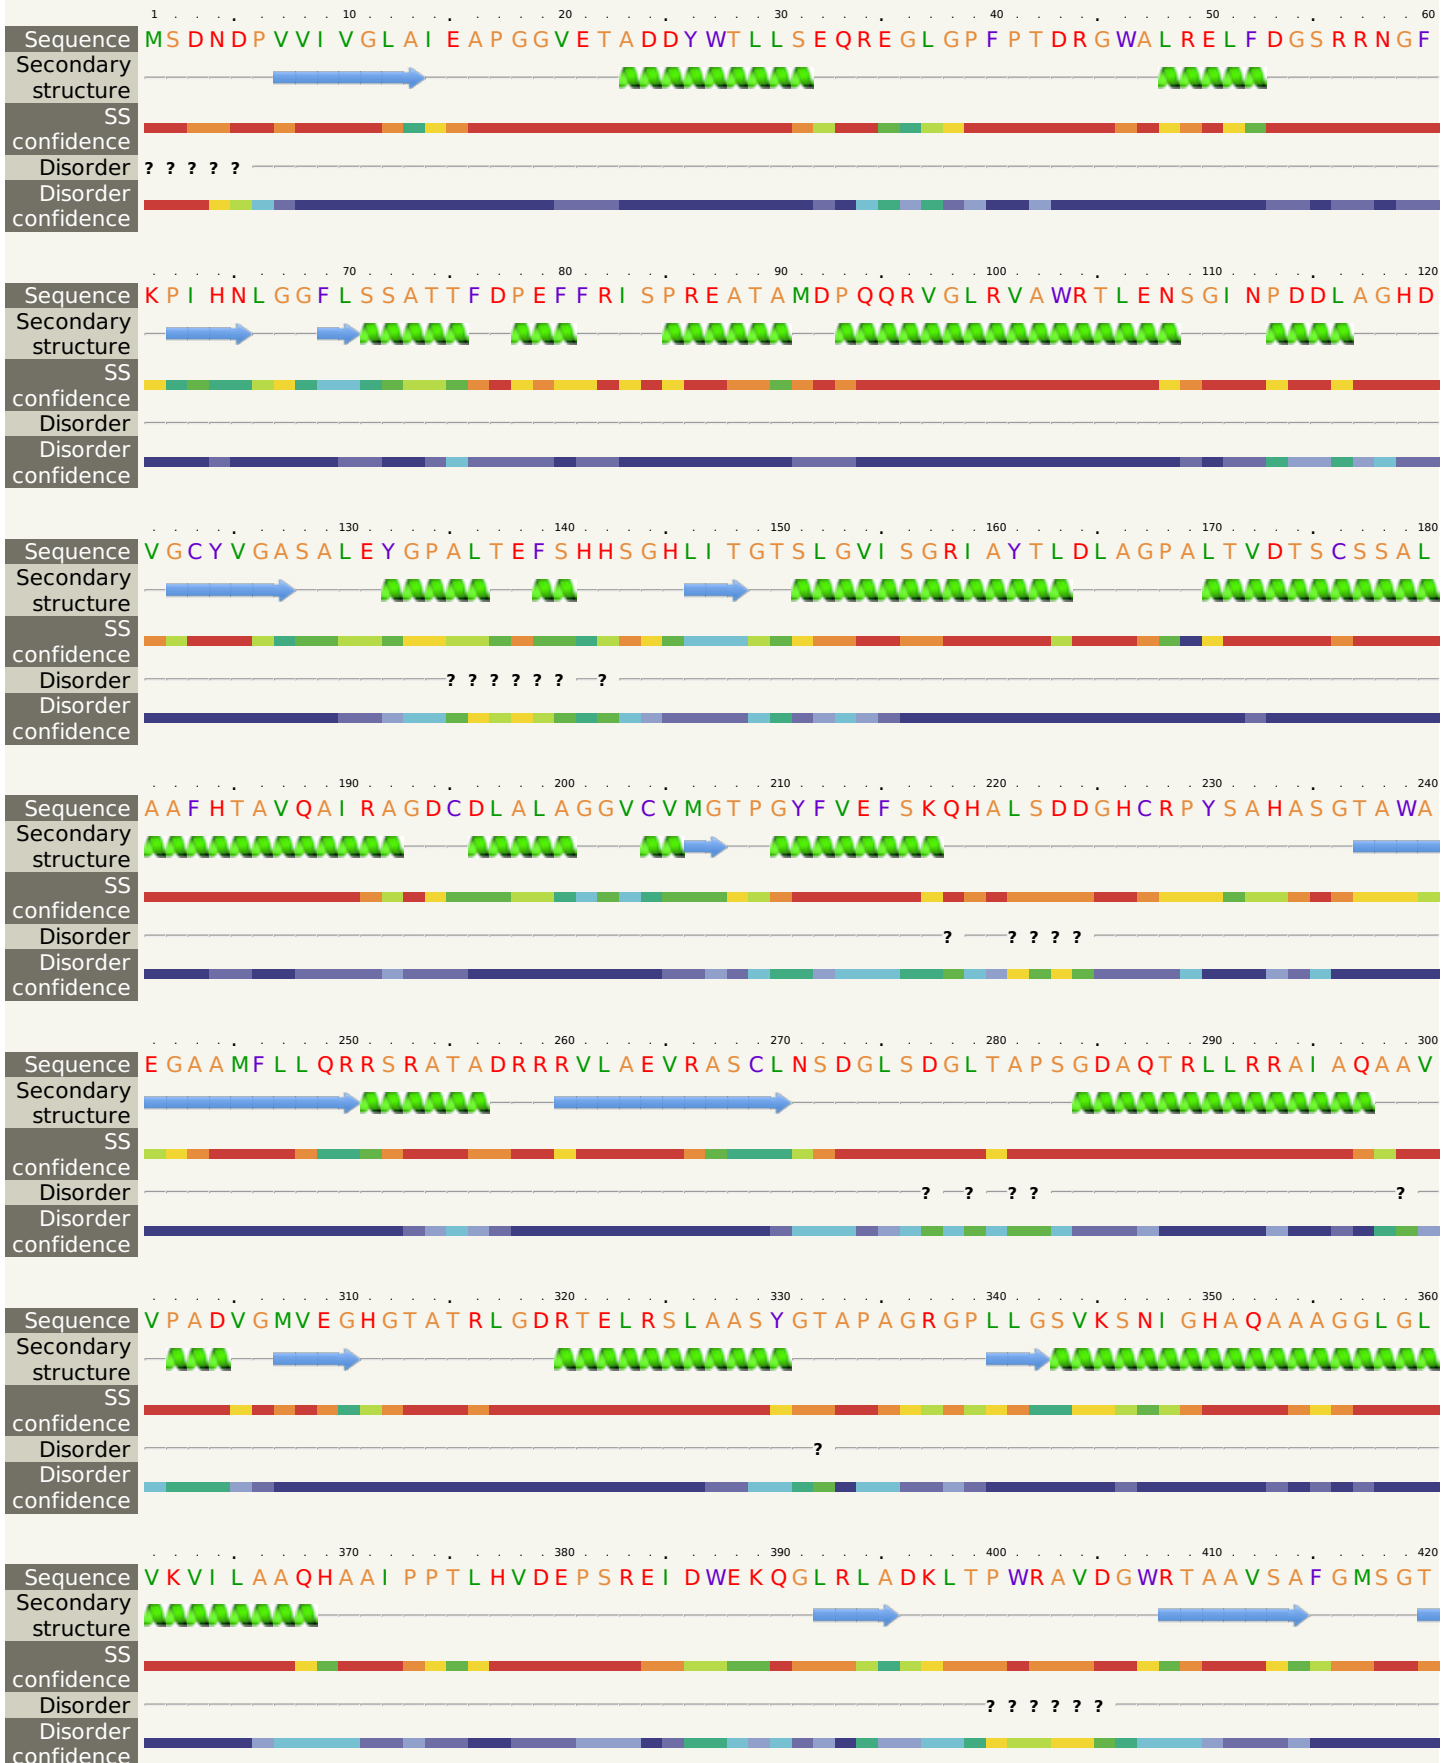 1 10 20 30 40 50 60
Sequence MSDNDPVVIVGLAIEAPGGVETADDYWTLLSEQREGLGPFPTDRGWALRELFDGSRRNGF
Secondary
structure
SS
confidence
Disorder ? ? ? ? ?
Disorder
confidence
70 80 90 100 110 120
Sequence KPIHNLGGFLSSATTFDPEFFRISPREATAMDPQQRVGLRVAWRTLENSGINPDDLAGHD
Secondary
structure
SS
confidence
Disorder
Disorder
confidence
130 140 150 160 170 180
Sequence VGCYVGASALEYGPALTEFSHHSGHLITGTSLGVISGRIAYTLDLAGPALTVDTSCSSAL
Secondary
structure
SS
confidence
Disorder ? ? ? ? ? ? ?
Disorder
confidence
190 200 210 220 230 240
Sequence AAFHTAVQAIRAGDCDLALAGGVCVMGTPGYFVEFSKQHALSDDGHCRPYSAHASGTAWA
Secondary
structure
SS
confidence
Disorder ? ? ? ? ?
Disorder
confidence
250 260 270 280 290 300
Sequence EGAAMFLLQRRSRATADRRRVLAEVRASCLNSDGLSDGLTAPSGDAQTRLLRRAIAQAAV
Secondary
structure
SS
confidence
Disorder ? ? ? ? ?
Disorder
confidence
310 320 330 340 350 360
Sequence VPADVGMVEGHGTATRLGDRTELRSLAASYGTAPAGRGPLLGSVKSNIGHAQAAAGGLGL
Secondary
structure
SS
confidence
Disorder ?
Disorder
confidence
370 380 390 400 410 420
Sequence VKVILAAQHAAIPPTLHVDEPSREIDWEKQGLRLADKLTPWRAVDGWRTAAVSAFGMSGT
Secondary
structure
SS
confidence
Disorder ? ? ? ? ? ?
Disorder
confidence